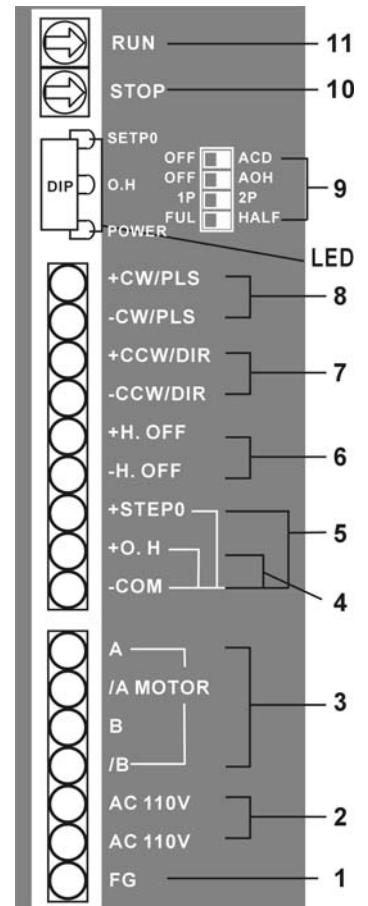 RUN 11
STOP 10
SETP0
OFF ACD
DIP O.H OFF AOH 9
1P 2P
FUL HALF
POWER
LED
+CW/PLS
8
-CW/PLS
+CCW/DIR
7
-CCW/DIR
+H. OFF
6
-H. OFF
+STEP0
5
+O. H
-COM
4
A
/A MOTOR
3
B
/B
AC 110V
2
AC 110V
FG 1